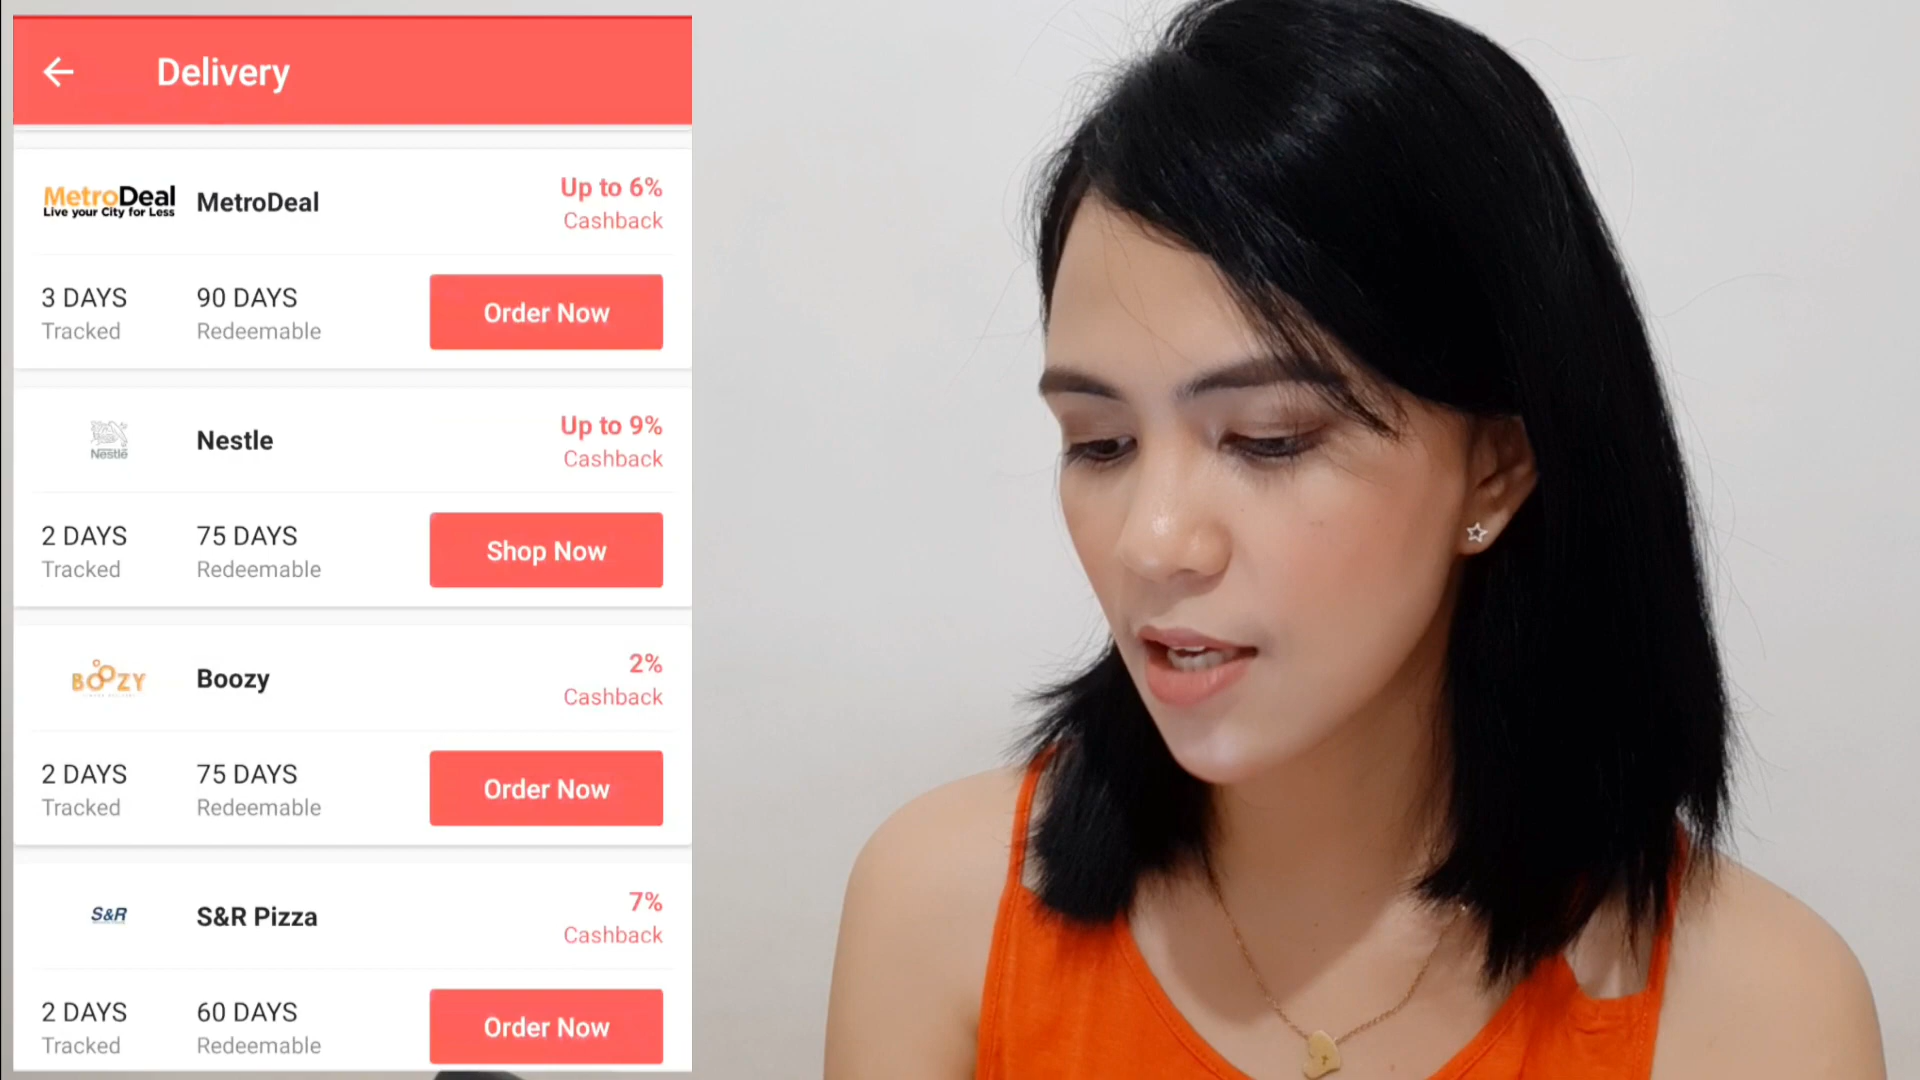 Delivery
MetroDeal
Live your City for Less
MetroDeal
Up to 6%
Cashback
3 DAYS
Tracked
90 DAYS
Redeemable
Order Now
Nestlé
Nestle
Up to 9%
Cashback
2 DAYS
Tracked
75 DAYS
Redeemable
Shop Now
BOOZY
Boozy
2%
Cashback
2 DAYS
Tracked
75 DAYS
Redeemable
Order Now
S&R
S&R Pizza
7%
Cashback
2 DAYS
Tracked
60 DAYS
Redeemable
Order Now